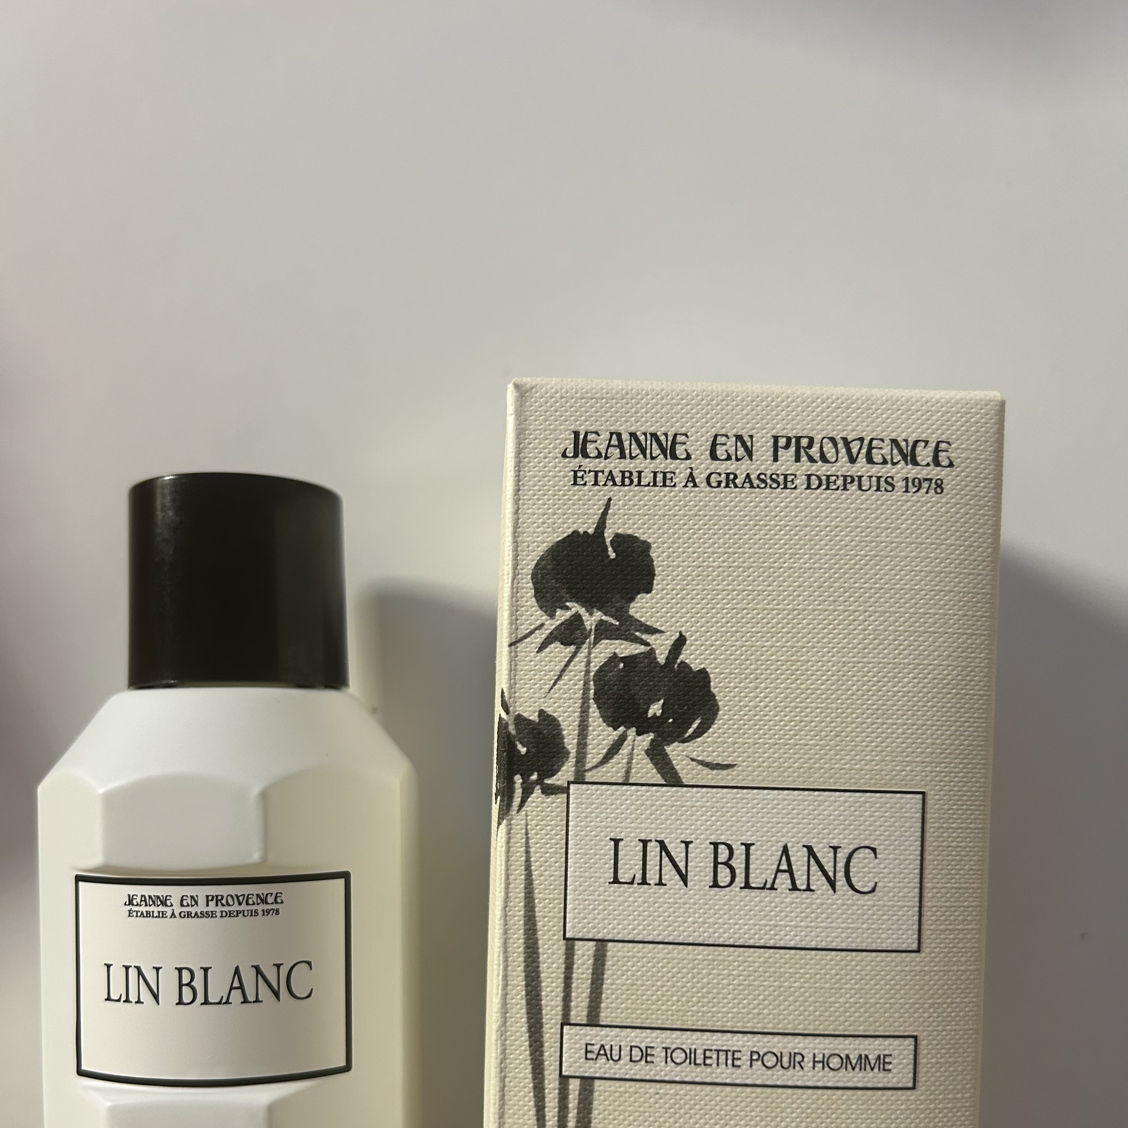 JEANNE EN PROVENCE
ÉTABLIE À GRASSE DEPUIS 1978
LIN BLANC
JEANNE EN PROVENCE
ÉTABLIE À GRASSE DEPUIS 1978
LIN BLANC
EAU DE TOILETTE POUR HOMME